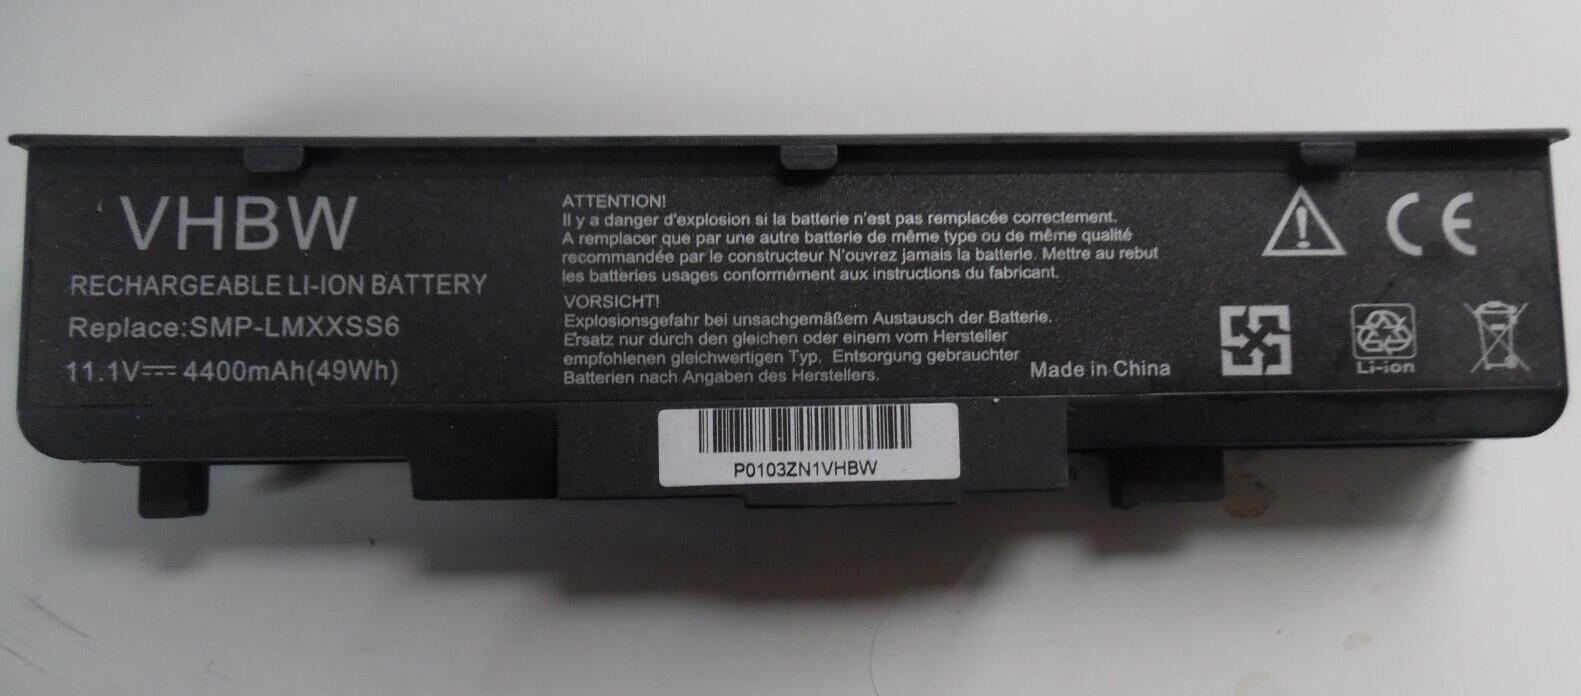 VHBW
RECHARGEABLE LI-ION BATTERY
Replace:SMP-LMXXSS6
11.1V⎓ 4400mAh(49Wh)
ATTENTION!
Il y a danger d'explosion si la batterie n'est pas remplacée correctement.
A remplacer que par une autre batterie de même type ou de même qualité
recommandée par le constructeur N'ouvrez jamais la batterie. Mettre au rebut
les batteries usages conformément aux instructions du fabricant.
VORSICHT!
Explosionsgefahr bei unsachgemäßem Austausch der Batterie.
Ersatz nur durch den gleichen oder einem vom Hersteller
empfohlenen gleichwertigen Typ. Entsorgung gebrauchter
Batterien nach Angaben des Herstellers.
Made in China
CE
Li-ion
P0103ZN1VHBW